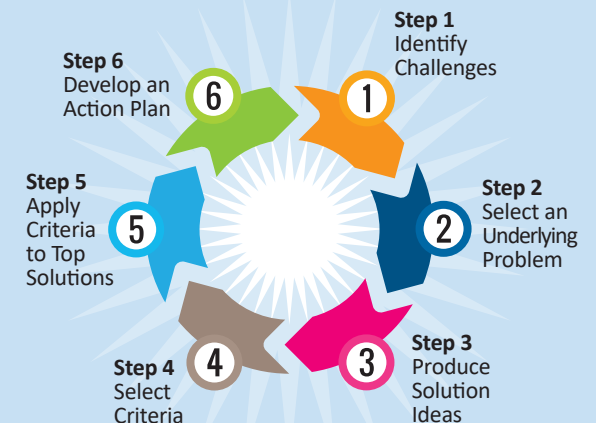 Step 1
Identify
Challenges
1
Step 2
Select an
Underlying
Problem
2
Step 3
Produce
Solution
Ideas
3
Step 4
Select
Criteria
4
Step 5
Apply
Criteria
to Top
Solutions
5
Step 6
Develop an
Action Plan
6